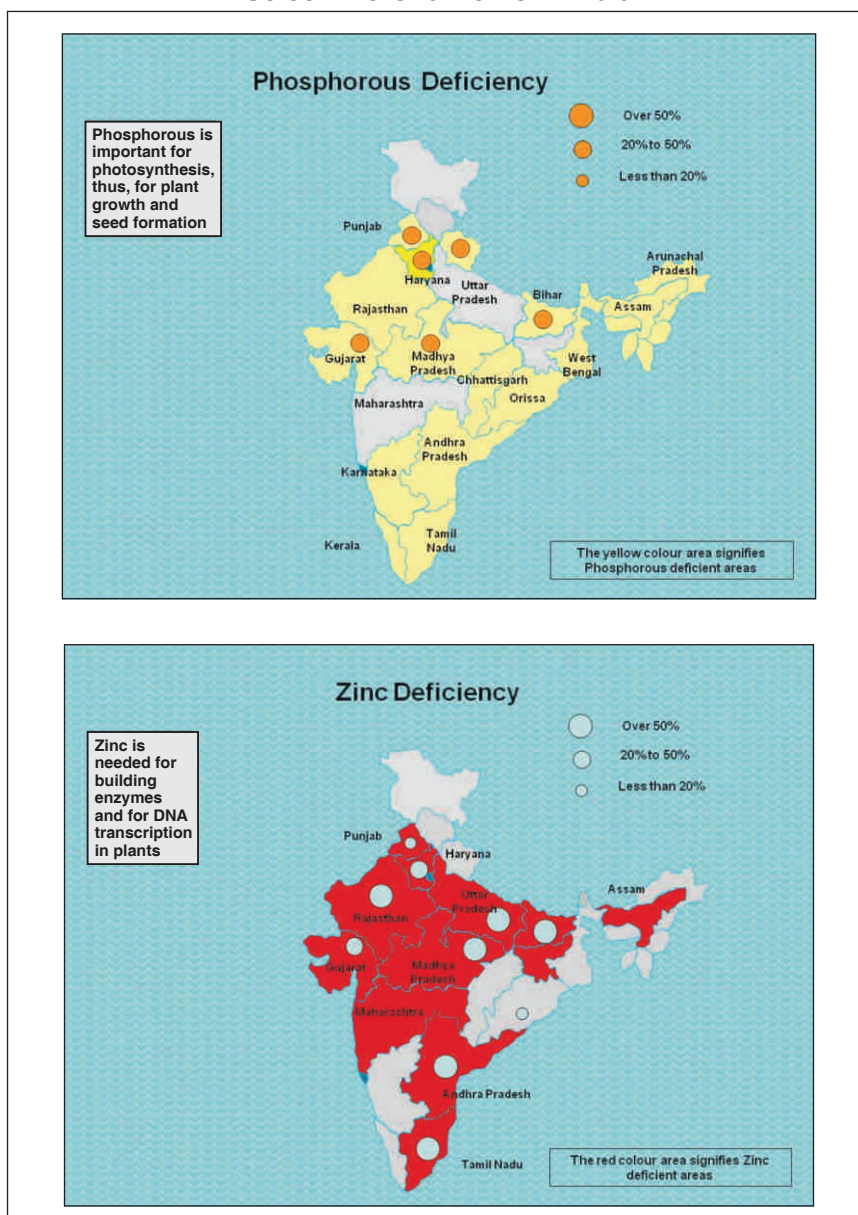 Phosphorous Deficiency
Phosphorous is
important for
photosynthesis,
thus, for plant
growth and
seed formation
Over 50%
20% to 50%
Less than 20%
Punjab
Haryana
Uttar
Pradesh
Bihar
Arunachal
Pradesh
Assam
Rajasthan
Gujarat
Madhya
Pradesh
West
Bengal
Chhattisgarh
Orissa
Maharashtra
Andhra
Pradesh
Karnataka
Kerala
Tamil
Nadu
The yellow colour area signifies
Phosphorous deficient areas
Zinc Deficiency
Zinc is
needed for
building
enzymes
and for DNA
transcription
in plants
Over 50%
20% to 50%
Less than 20%
Punjab
Haryana
Assam
Uttar
Pradesh
Rajasthan
Gujarat
Madhya
Pradesh
Maharashtra
Andhra Pradesh
Tamil Nadu
The red colour area signifies Zinc
deficient areas